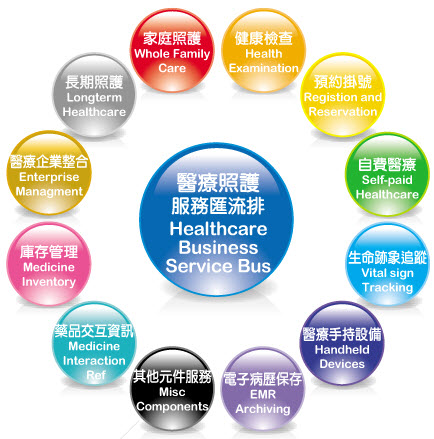 醫療照護
服務匯流排
Healthcare
Business
Service Bus
家庭照護
Whole Family
Care
健康檢查
Health
Examination
預約掛號
Registion and
Reservation
自費醫療
Self-paid
Healthcare
生命跡象追蹤
Vital sign
Tracking
醫療手持設備
Handheld
Devices
電子病歷保存
EMR
Archiving
其他元件服務
Misc
Components
藥品交互資訊
Medicine
Interaction
Ref
庫存管理
Medicine
Inventory
醫療企業整合
Enterprise
Managment
長期照護
Longterm
Healthcare